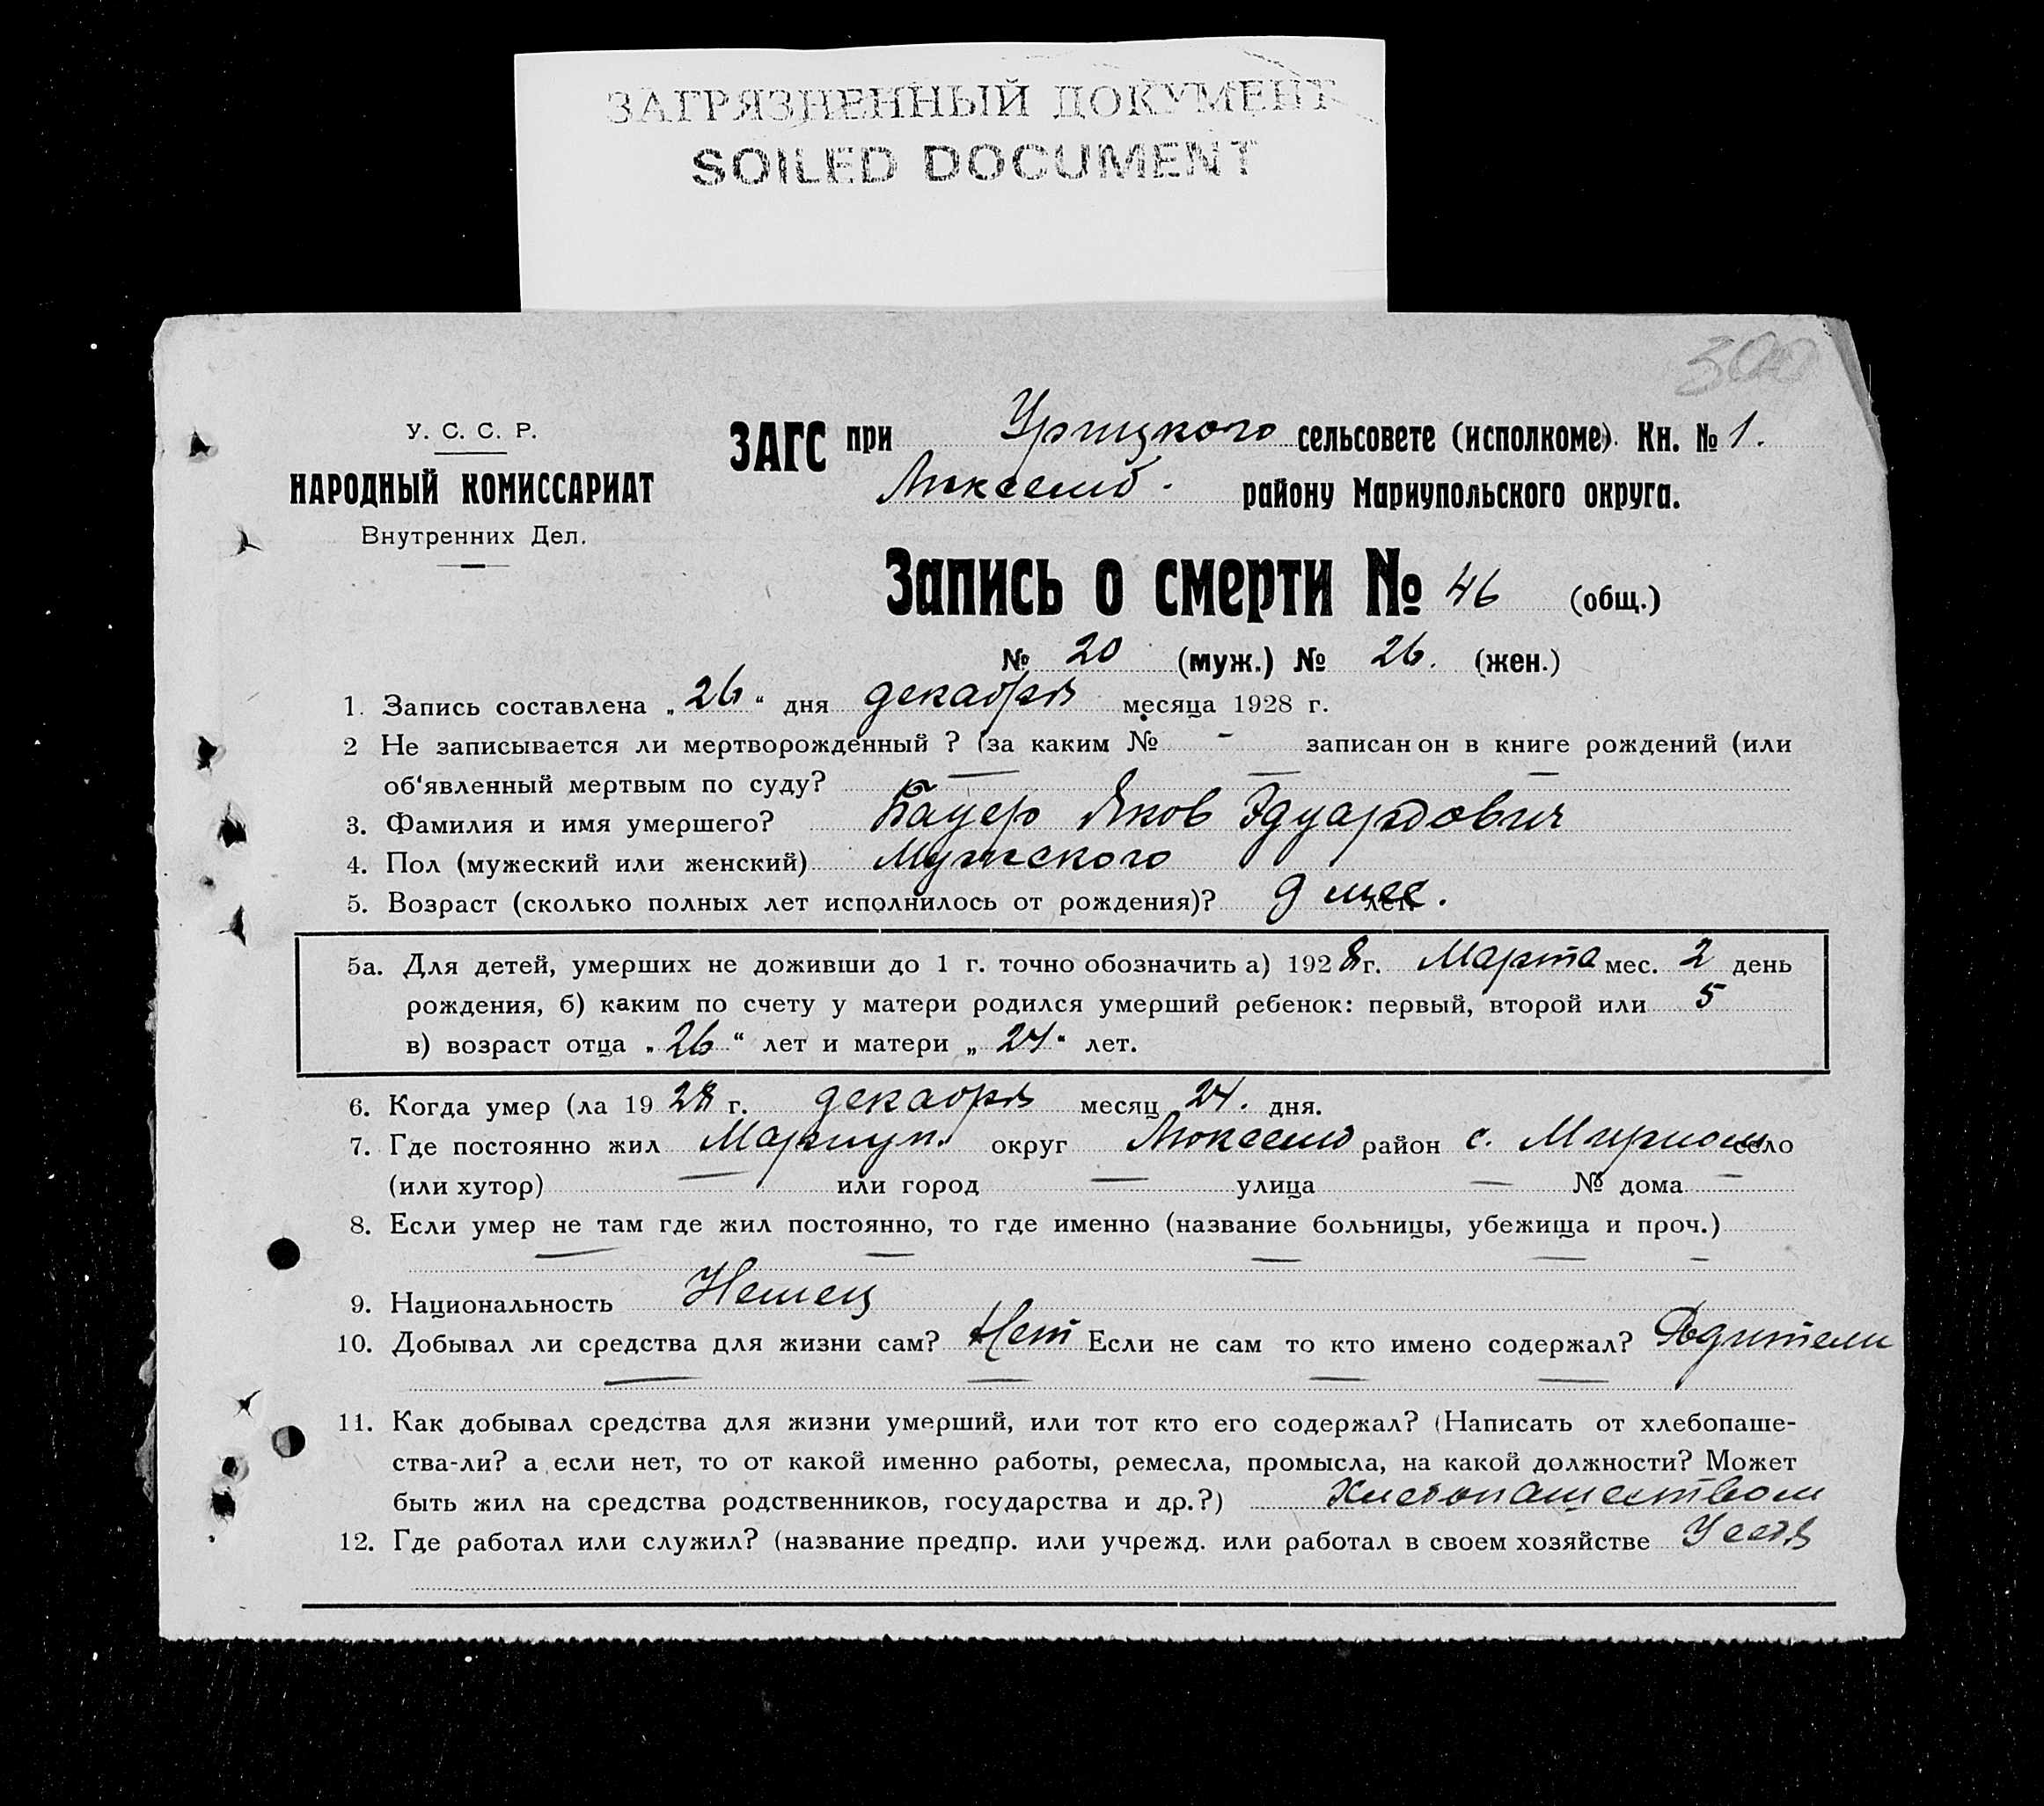 ЗАГРЯЗНЕННЫЙ ДОКУМЕНТ
SOILED DOCUMENT
300
У. С. С. Р.
НАРОДНЫЙ КОМИССАРИАТ
Внутренних Дел.
ЗАГС при Урицкого сельсовете (исполкоме). Кн. № 1.
Люксемб. району Мариупольского округа.
Запись о смерти № 46 (общ.)
№ 20 (муж.) № 26. (жен.)
1. Запись составлена „26“ дня декабря месяца 1928 г.
2 Не записывается ли мертворожденный ? (за каким № - записан он в книге рождений (или
об‘явленный мертвым по суду? — — —
3. Фамилия и имя умершего? Бауер Яков Эдуардович
4. Пол (мужеский или женский) Мужского
5. Возраст (сколько полных лет исполнилось от рождения)? 9 мес.
5а. Для детей, умерших не доживши до 1 г. точно обозначить а) 1928 г. Марта мес. 2 день
рождения, б) каким по счету у матери родился умерший ребенок: первый, второй или 5
в) возраст отца „26“ лет и матери „24“ лет.
6. Когда умер (ла 1928 г. декабря месяц 24. дня.
7. Где постоянно жил Мариуп. округ Люксемб район с. село
(или хутор) — или город — улица — № дома —
8. Если умер не там где жил постоянно, то где именно (название больницы, убежища и проч.)
— — — — —
9. Национальность Немец
10. Добывал ли средства для жизни сам? Нет Если не сам то кто имено содержал? Родители
— — — —
11. Как добывал средства для жизни умерший, или тот кто его содержал? (Написать от хлебопаше-
ства-ли? а если нет, то от какой именно работы, ремесла, промысла, на какой должности? Может
быть жил на средства родственников, государства и др.?) Хлебопашеством
12. Где работал или служил? (название предпр. или учрежд. или работал в своем хозяйстве У себя